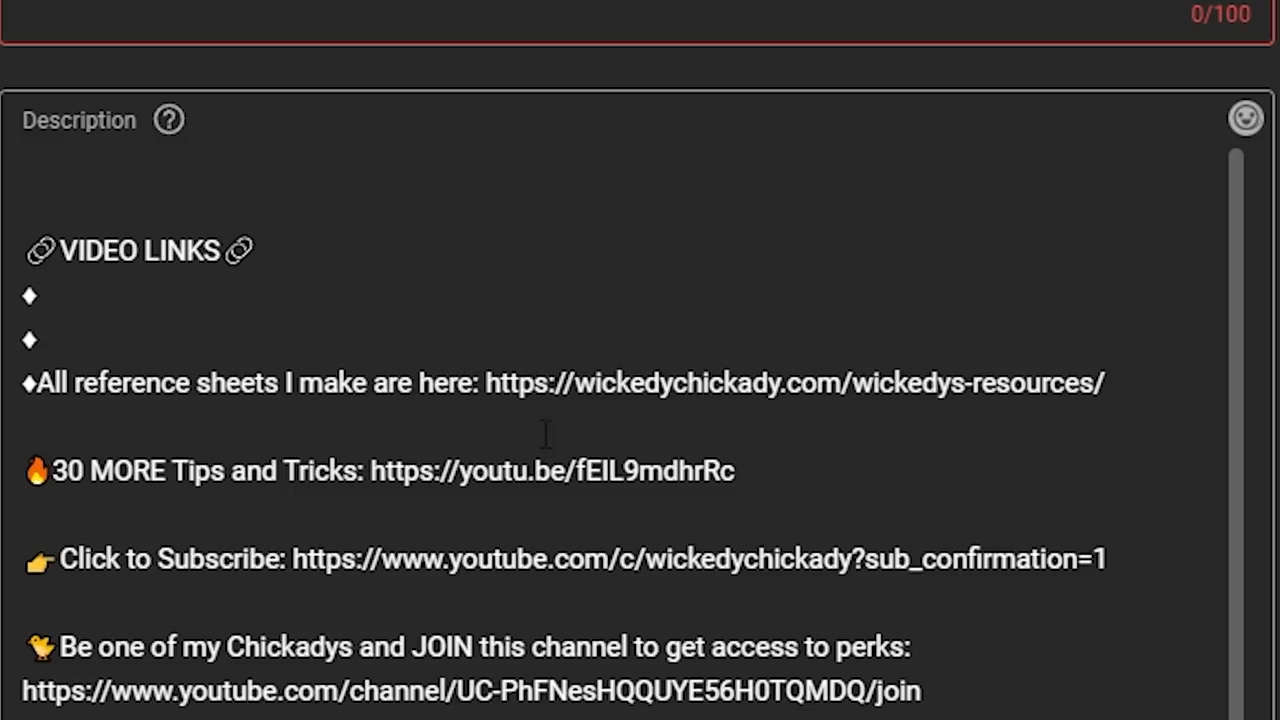 0/100
Description ?
🔗VIDEO LINKS🔗
♦
♦
♦All reference sheets I make are here: https://wickedychickady.com/wickedys-resources/
🔥30 MORE Tips and Tricks: https://youtu.be/fEIL9mdhrRc
👉Click to Subscribe: https://www.youtube.com/c/wickedychickady?sub_confirmation=1
🐤Be one of my Chickadys and JOIN this channel to get access to perks:
https://www.youtube.com/channel/UC-PhFNesHQQUYE56H0TQMDQ/join